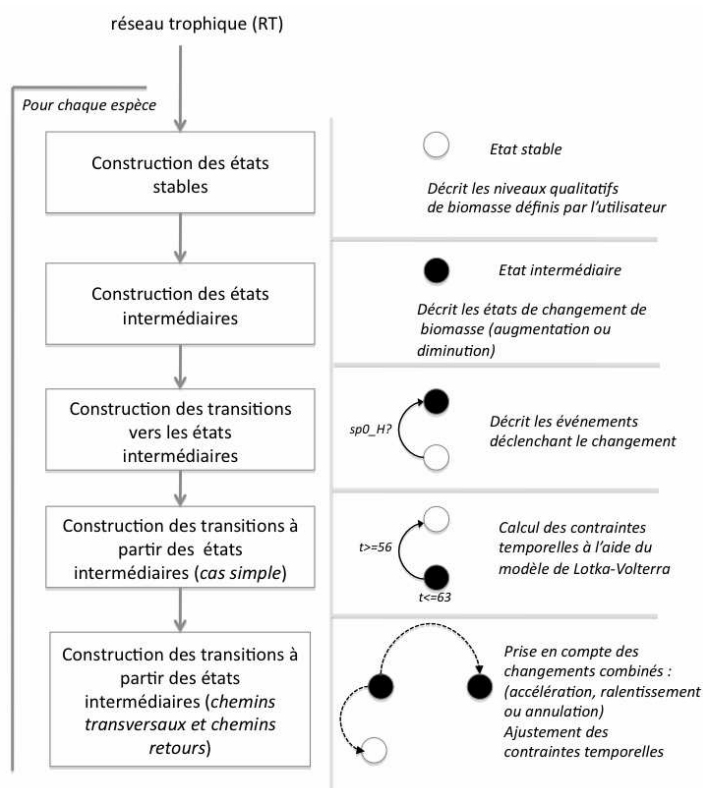 réseau trophique (RT)
Pour chaque espèce
Construction des états
stables
Etat stable
Décrit les niveaux qualitatifs
de biomasse définis par l'utilisateur
Construction des états
intermédiaires
Etat intermédiaire
Décrit les états de changement de
biomasse (augmentation ou
diminution)
Construction des transitions
vers les états
intermédiaires
sp0_H?
Décrit les événements
déclenchant le changement
Construction des transitions à
partir des états
intermédiaires (cas simple)
t>=56
t<=63
Calcul des contraintes
temporelles à l'aide du
modèle de Lotka-Volterra
Construction des transitions à
partir des états
intermédiaires (chemins
transversaux et chemins
retours)
Prise en compte des
changements combinés :
(accélération, ralentissement
ou annulation)
Ajustement des
contraintes temporelles